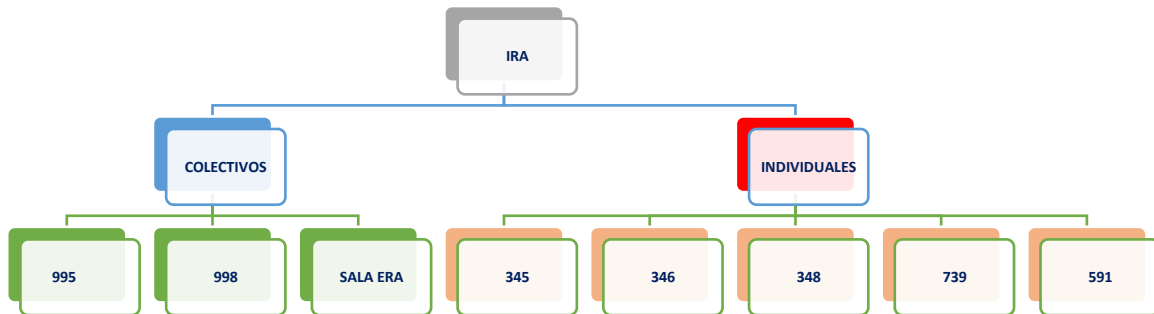 IRA
COLECTIVOS
INDIVIDUALES
995
998
SALA ERA
345
346
348
739
591